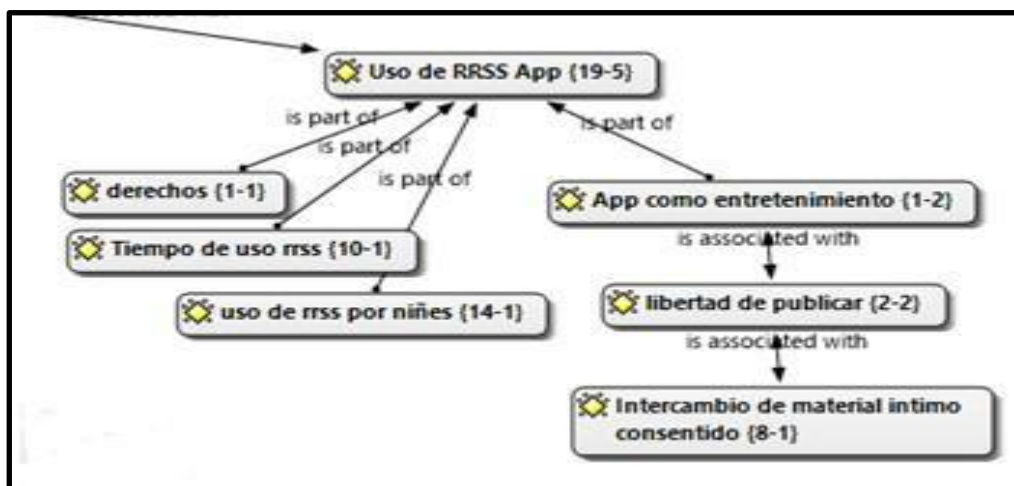 Uso de RRSS App {19-5}
is part of
is part of
is part of
is part of
derechos {1-1}
App como entretenimiento {1-2}
Tiempo de uso rrss {10-1}
is associated with
uso de rrss por niñes {14-1}
libertad de publicar {2-2}
is associated with
Intercambio de material intimo
consentido {8-1}